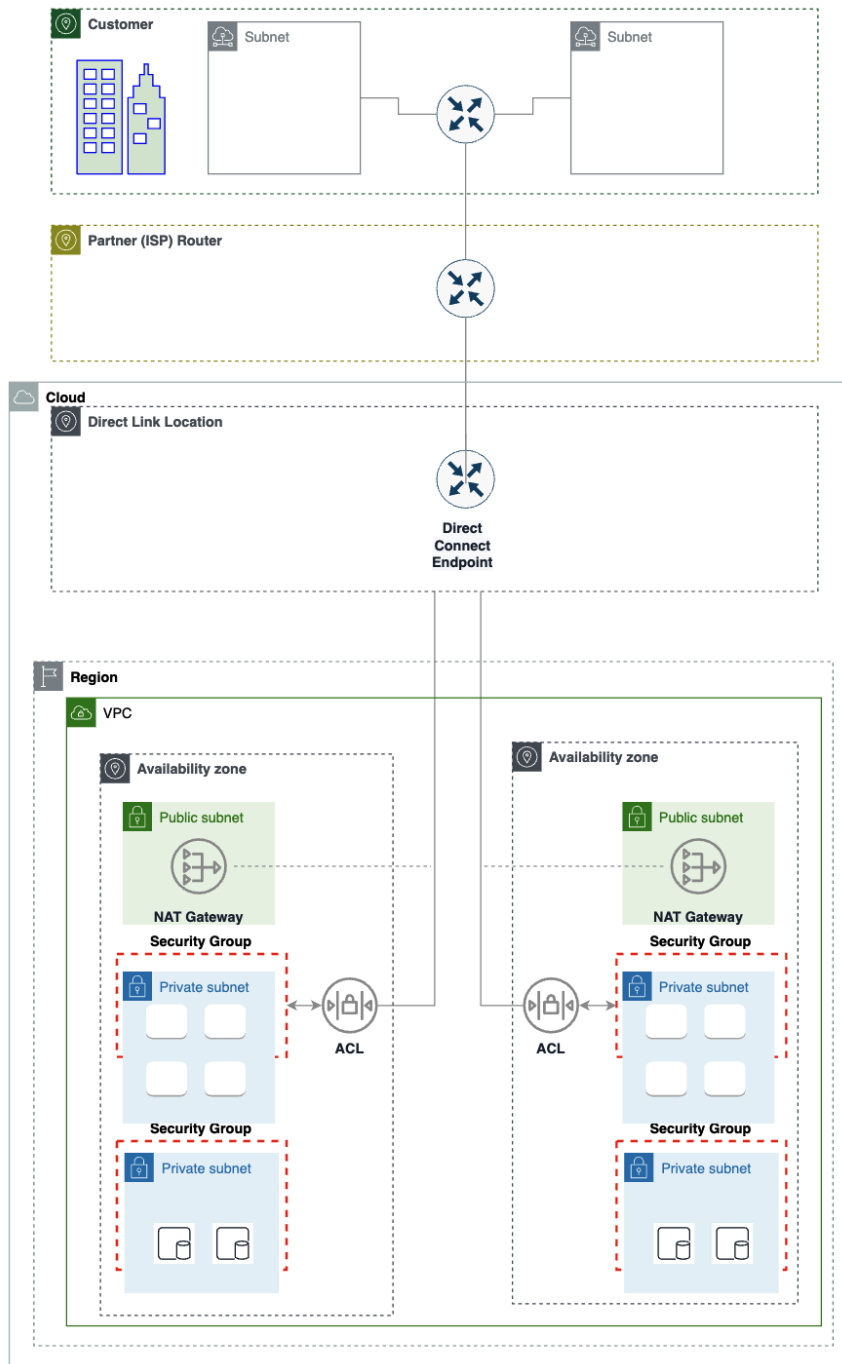 Customer
Subnet
Subnet
Partner (ISP) Router
Cloud
Direct Link Location
Direct
Connect
Endpoint
Region
VPC
Availability zone
Availability zone
Public subnet
Public subnet
NAT Gateway
NAT Gateway
Security Group
Security Group
Private subnet
Private subnet
ACL
ACL
Security Group
Security Group
Private subnet
Private subnet